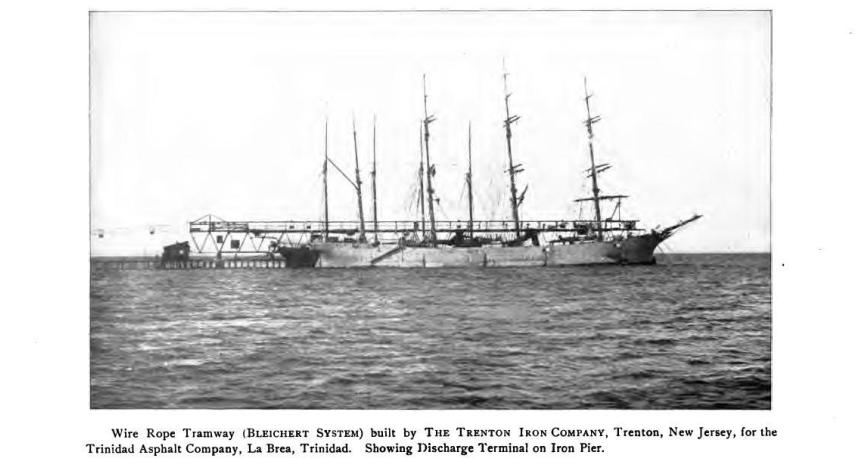 Wire Rope Tramway (BLEICHERT SYSTEM) built by THE TRENTON IRON COMPANY, Trenton, New Jersey, for the
Trinidad Asphalt Company, La Brea, Trinidad. Showing Discharge Terminal on Iron Pier.